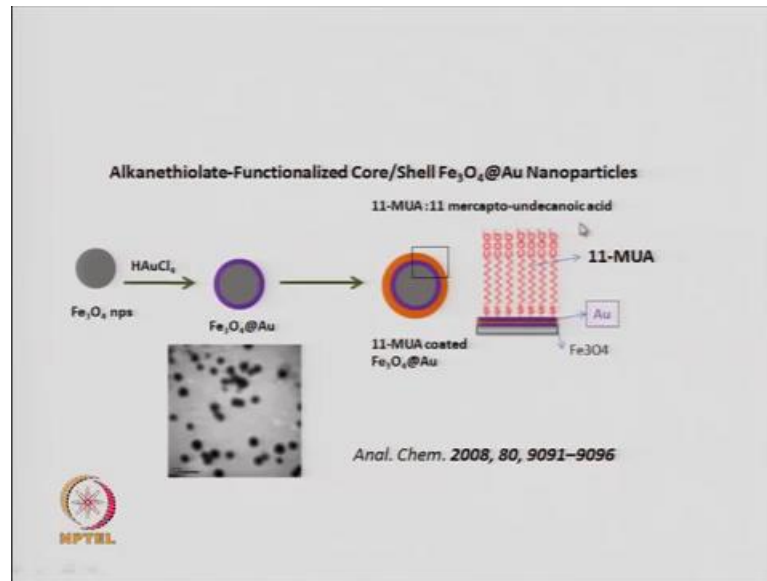 Alkanethiolate-Functionalized Core/Shell Fe₃O₄@Au Nanoparticles
11-MUA :11 mercapto-undecanoic acid
HAuCl₄
11-MUA
Fe₃O₄ nps
Fe₃O₄@Au
11-MUA coated
Fe₃O₄@Au
Au
Fe3O4
Anal. Chem. 2008, 80, 9091–9096
NPTEL